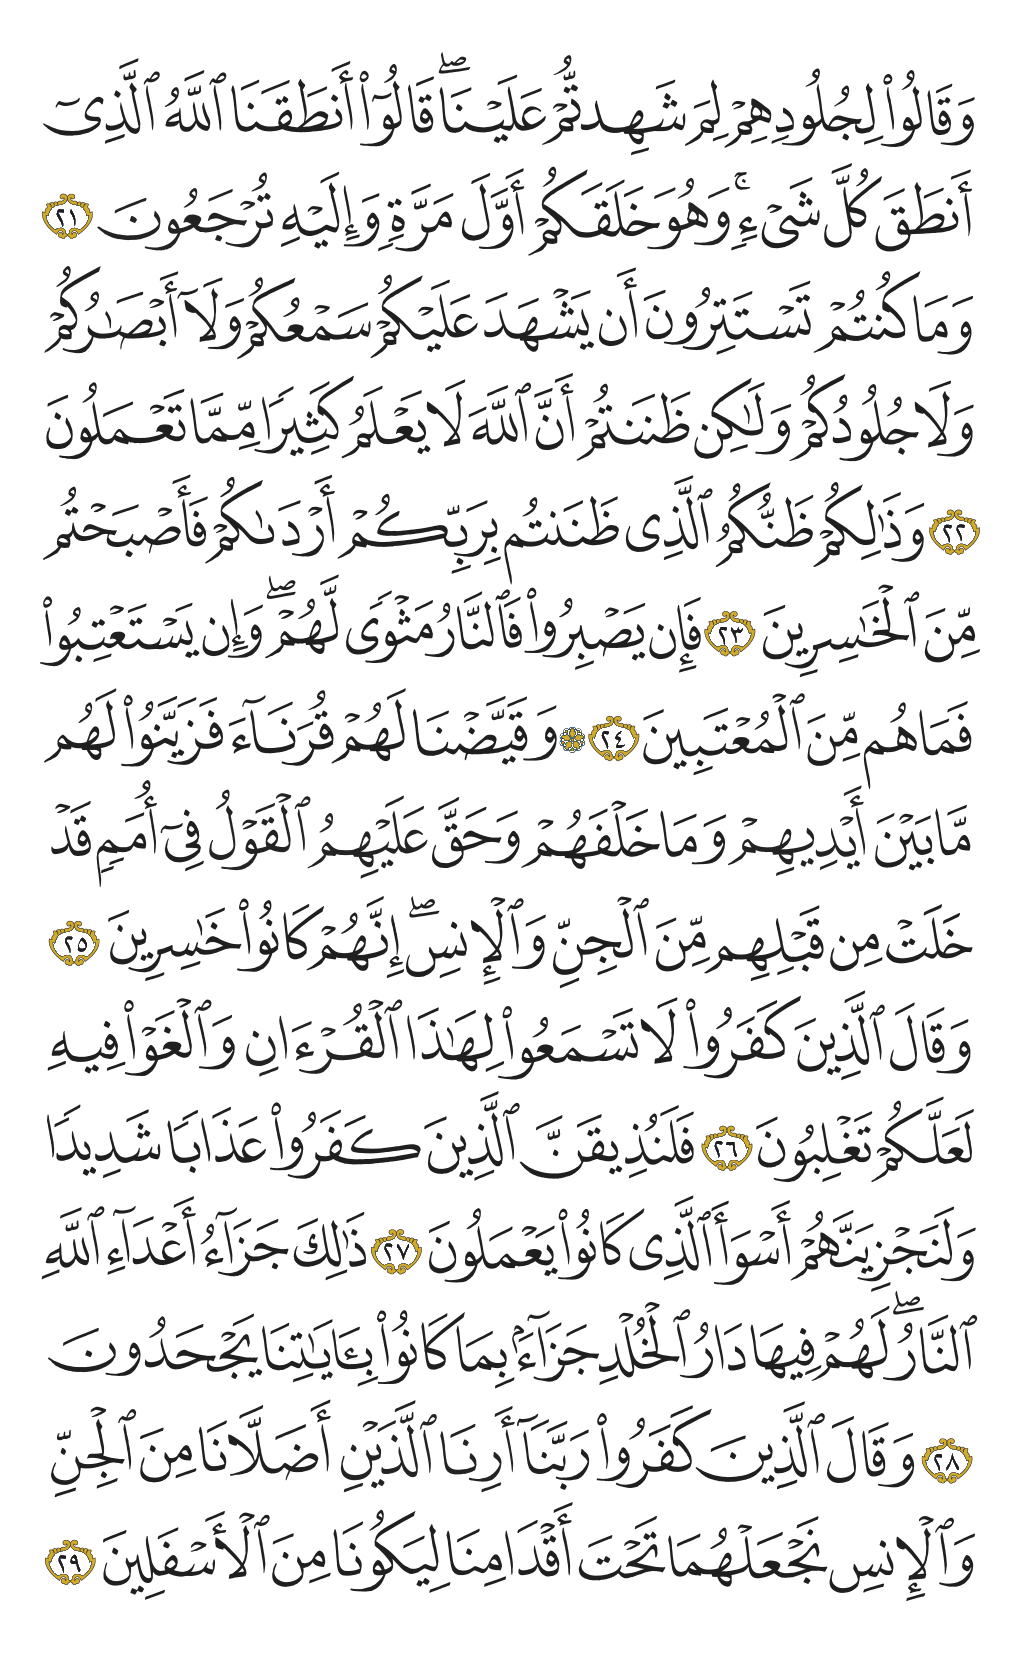 وَقَالُوا۟ لِجُلُودِهِمْ لِمَ شَهِدتُّمْ عَلَيْنَا ۖ قَالُوٓا۟ أَنطَقَنَا ٱللَّهُ ٱلَّذِىٓ
أَنطَقَ كُلَّ شَىْءٍ ۚ وَهُوَ خَلَقَكُمْ أَوَّلَ مَرَّةٍ وَإِلَيْهِ تُرْجَعُونَ ٢١
وَمَا كُنتُمْ تَسْتَتِرُونَ أَن يَشْهَدَ عَلَيْكُمْ سَمْعُكُمْ وَلَآ أَبْصَٰرُكُمْ
وَلَا جُلُودُكُمْ وَلَٰكِن ظَنَنتُمْ أَنَّ ٱللَّهَ لَا يَعْلَمُ كَثِيرًا مِّمَّا تَعْمَلُونَ
٢٢ وَذَٰلِكُمْ ظَنُّكُمُ ٱلَّذِى ظَنَنتُم بِرَبِّكُمْ أَرْدَىٰكُمْ فَأَصْبَحْتُم
مِّنَ ٱلْخَٰسِرِينَ ٢٣ فَإِن يَصْبِرُوا۟ فَٱلنَّارُ مَثْوًى لَّهُمْ ۖ وَإِن يَسْتَعْتِبُوا۟
فَمَا هُم مِّنَ ٱلْمُعْتَبِينَ ٢٤ ۞ وَقَيَّضْنَا لَهُمْ قُرَنَآءَ فَزَيَّنُوا۟ لَهُم
مَّا بَيْنَ أَيْدِيهِمْ وَمَا خَلْفَهُمْ وَحَقَّ عَلَيْهِمُ ٱلْقَوْلُ فِىٓ أُمَمٍ قَدْ
خَلَتْ مِن قَبْلِهِم مِّنَ ٱلْجِنِّ وَٱلْإِنسِ ۖ إِنَّهُمْ كَانُوا۟ خَٰسِرِينَ ٢٥
وَقَالَ ٱلَّذِينَ كَفَرُوا۟ لَا تَسْمَعُوا۟ لِهَٰذَا ٱلْقُرْءَانِ وَٱلْغَوْا۟ فِيهِ
لَعَلَّكُمْ تَغْلِبُونَ ٢٦ فَلَنُذِيقَنَّ ٱلَّذِينَ كَفَرُوا۟ عَذَابًا شَدِيدًا
وَلَنَجْزِيَنَّهُمْ أَسْوَأَ ٱلَّذِى كَانُوا۟ يَعْمَلُونَ ٢٧ ذَٰلِكَ جَزَآءُ أَعْدَآءِ ٱللَّهِ
ٱلنَّارُ ۖ لَهُمْ فِيهَا دَارُ ٱلْخُلْدِ جَزَآءًۢ بِمَا كَانُوا۟ بِـَٔايَٰتِنَا يَجْحَدُونَ
٢٨ وَقَالَ ٱلَّذِينَ كَفَرُوا۟ رَبَّنَآ أَرِنَا ٱلَّذَيْنِ أَضَلَّانَا مِنَ ٱلْجِنِّ
وَٱلْإِنسِ نَجْعَلْهُمَا تَحْتَ أَقْدَامِنَا لِيَكُونَا مِنَ ٱلْأَسْفَلِينَ ٢٩